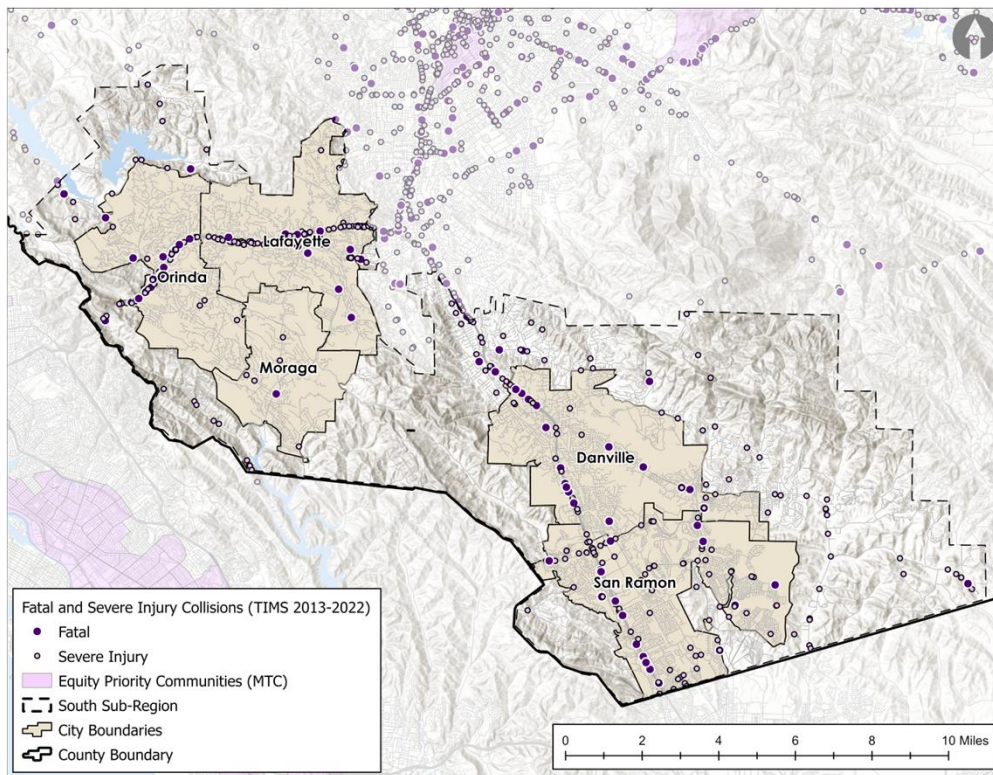 Lafayette
Orinda
Moraga
Danville
San Ramon
Fatal and Severe Injury Collisions (TIMS 2013-2022)
Fatal
Severe Injury
Equity Priority Communities (MTC)
South Sub-Region
City Boundaries
County Boundary
0 2 4 6 8 10 Miles